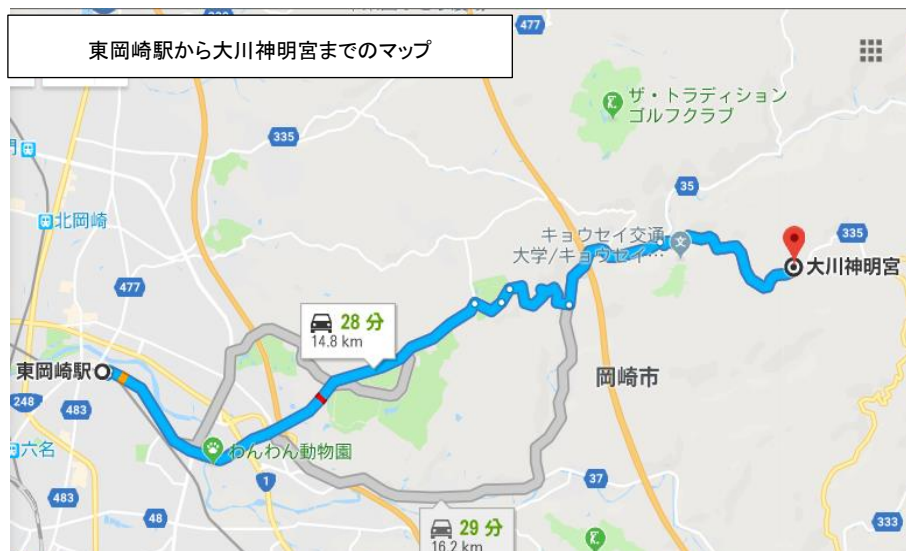 東岡崎駅から大川神明宮までのマップ
477
ザ・トラディション
ゴルフクラブ
335
北岡崎
35
キョウセイ交通
大学/キョウセイ…
335
大川神明宮
477
28 分
14.8 km
東岡崎駅
岡崎市
248
483
六名
わんわん動物園
1
37
483
48
29 分
16.2 km
333